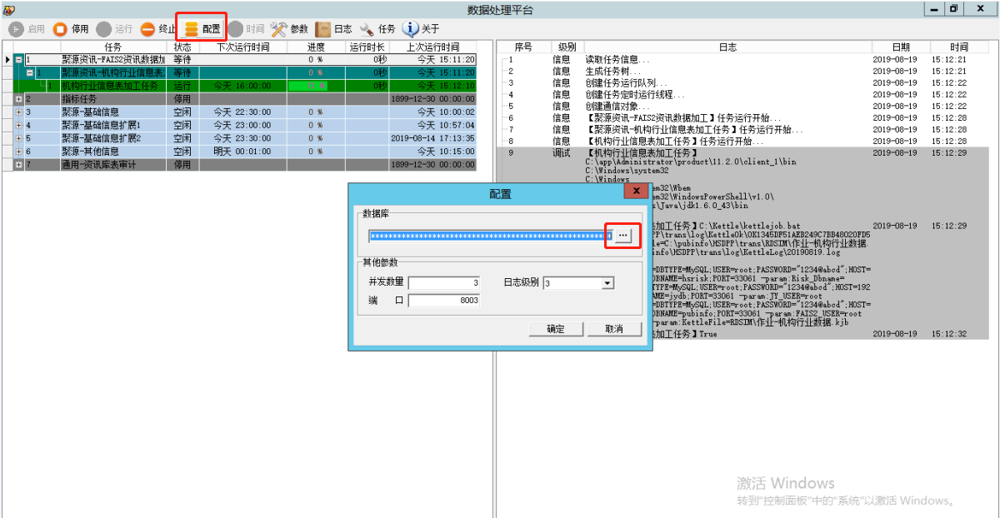 数据处理平台
启用 停用 运行 终止 配置 时间 参数 日志 任务 关于
任务 状态 下次运行时间 进度 运行时长 上次运行时间
1 聚源资讯-FAIS2资讯数据加 等待 0 % 0秒 今天 15:11:20
1 聚源资讯-机构行业信息表 等待 0 % 0秒 今天 15:11:20
1 机构行业信息表加工任务 运行 今天 16:00:00 0 % 0秒 今天 15:12:10
2 指标任务 停用 1899-12-30 00:00:00
3 聚源-基础信息 空闲 今天 22:30:00 0 % 今天 10:00:02
4 聚源-基础信息扩展1 空闲 今天 23:00:00 0 % 今天 10:57:04
5 聚源-基础信息扩展2 空闲 今天 23:30:00 0 % 2019-08-14 17:13:35
6 聚源-其他信息 空闲 明天 00:01:00 0 % 今天 10:15:00
7 通用-资讯库表审计 停用 1899-12-30 00:00:00
序号 级别 日志 日期 时间
1 信息 读取任务信息... 2019-08-19 15:12:21
2 信息 生成任务树... 2019-08-19 15:12:21
3 信息 创建任务运行队列... 2019-08-19 15:12:22
4 信息 创建任务定时运行线程... 2019-08-19 15:12:22
5 信息 创建通信对象... 2019-08-19 15:12:22
6 信息 【聚源资讯-FAIS2资讯数据加工】任务运行开始... 2019-08-19 15:12:28
7 信息 【聚源资讯-机构行业信息表加工任务】任务运行开始... 2019-08-19 15:12:28
8 信息 【机构行业信息表加工任务】任务运行开始... 2019-08-19 15:12:28
9 调试 【机构行业信息表加工任务】 2019-08-19 15:12:29
C:\app\Administrator\product\11.2.0\client_1\bin
C:\Windows\system32
C:\Windows
em32\Wbem
em32\WindowsPowerShell\v1.0\
s\Java\jdk1.6.0_43\bin
加工任务】C:\Kettle\kettlejob.bat 2019-08-19 15:12:29
PP\trans\log\KettleOk\0K1345DF51AEB249C7BB48020FD5
le=C:\pubinfo\HSDPP\trans\RDSIM\作业-机构行业数据.
info\HSDPP\trans\log\KettleLog\20190819.log
=DBTYPE=MySQL;USER=root;PASSWORD="1234@abcd";HOST=
DBNAME=hsrisk;PORT=33061 -param:Risk_Dbname=
TYPE=MySQL;USER=root;PASSWORD="1234@abcd";HOST=192
AME=jydb;PORT=33061 -param:JY_USER=root
=DBTYPE=MySQL;USER=root;PASSWORD="1234@abcd";HOST=
DBNAME=pubinfo;PORT=33061 -param:FAIS2_USER=root
-param:KettleFile=RDSIM\作业-机构行业数据.kjb
加工任务】True 2019-08-19 15:12:32
配置
数据库
...
其他参数
并发数量 3 日志级别 3
端 口 8003
确定 取消
激活 Windows
转到"控制面板"中的"系统"以激活 Windows。